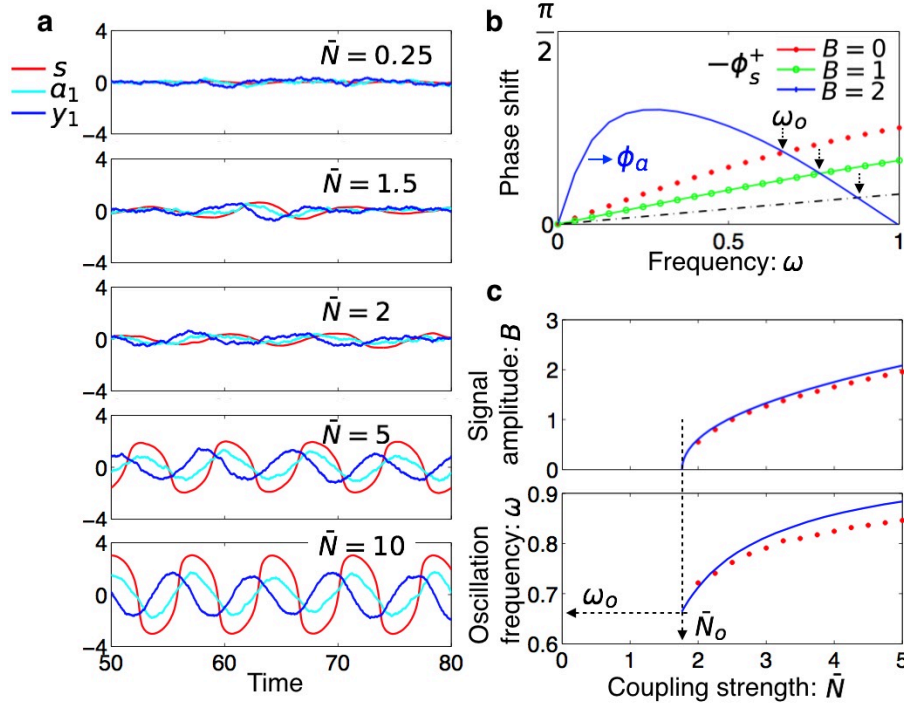 a
s
a₁
y₁
4
0
-4
N̄ = 0.25
4
0
-4
N̄ = 1.5
4
0
-4
N̄ = 2
4
0
-4
N̄ = 5
4
0
-4
N̄ = 10
50 60 70 80
Time
b
π
2
0
Phase shift
−ϕₛ⁺
B = 0
B = 1
B = 2
ωₒ
ϕₐ
0 0.5 1
Frequency: ω
c
Signal
amplitude: B
3
2
1
0
Oscillation
frequency: ω
0.9
0.8
0.7
0.6
ωₒ
N̄ₒ
0 1 2 3 4 5
Coupling strength: N̄